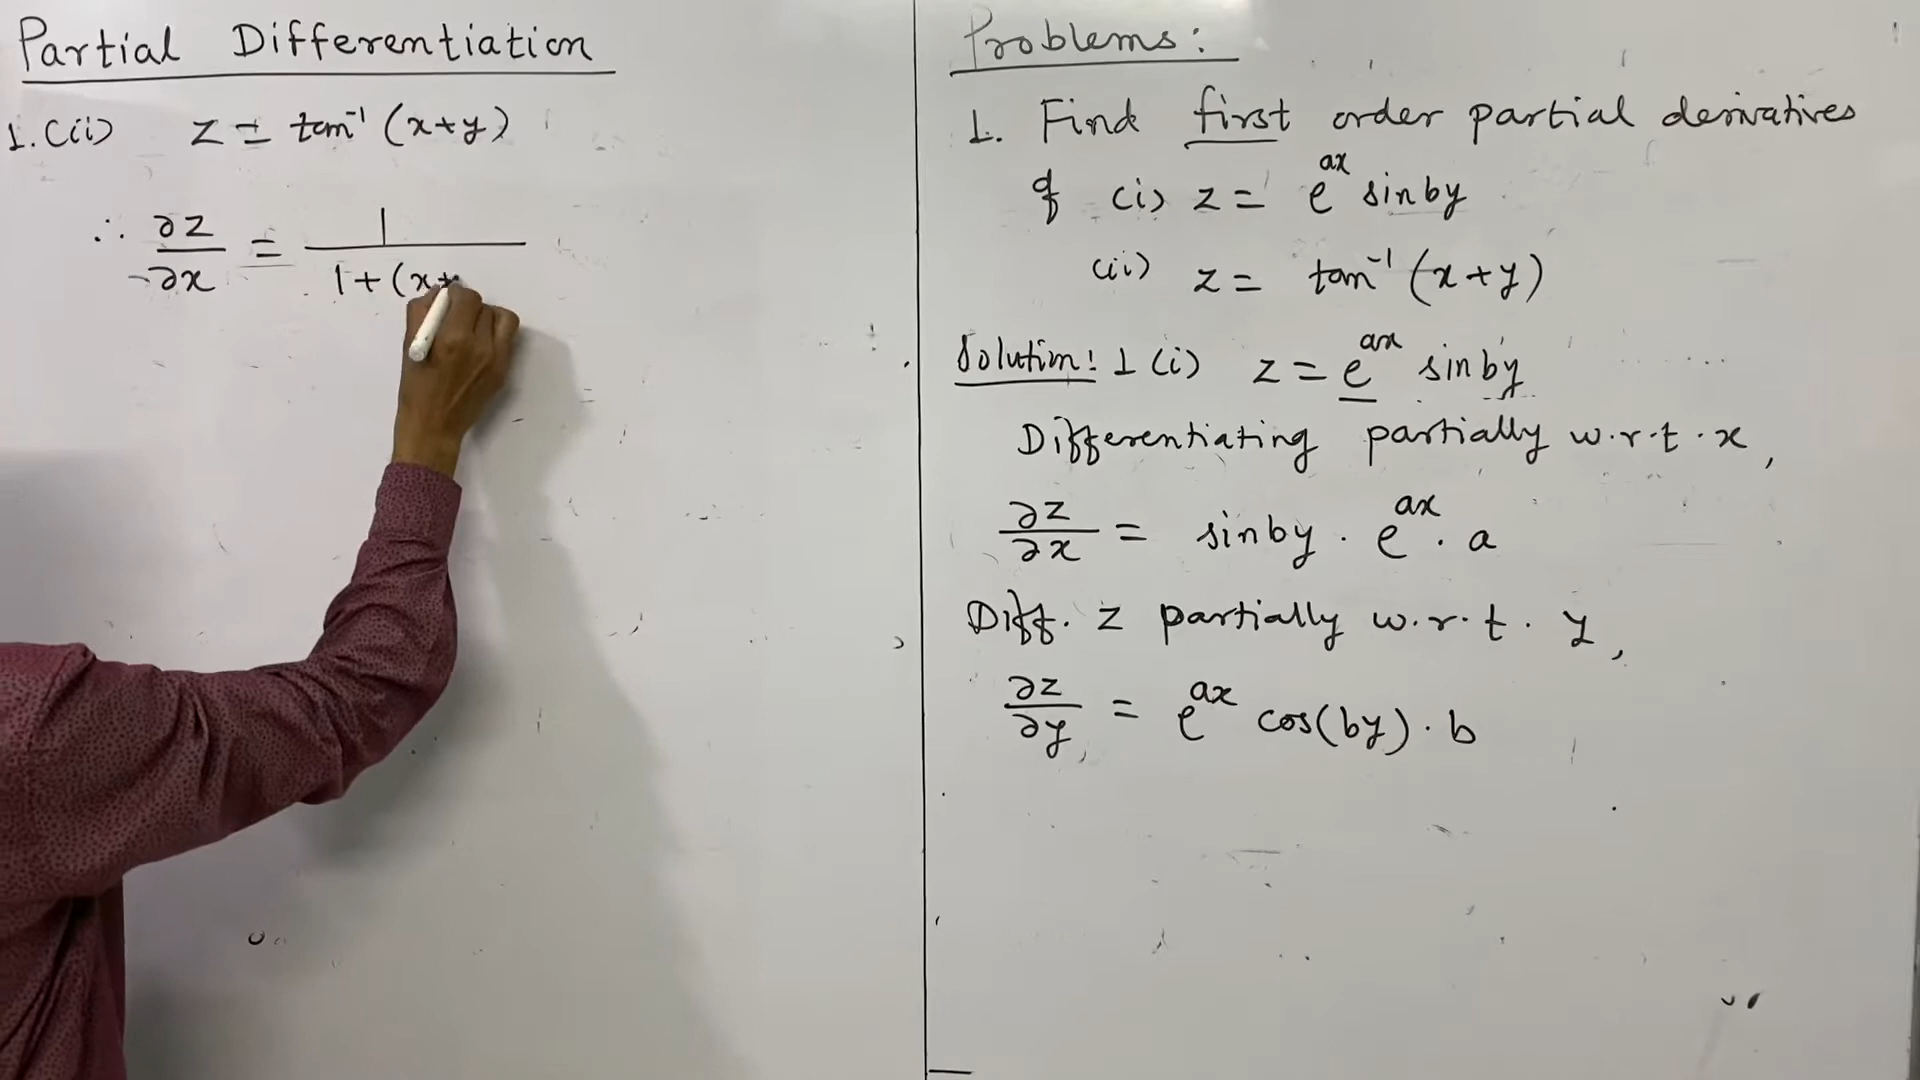 Partial Differentiation
1.(ii) z = tan⁻¹ (x+y)
∴ ∂z/∂x = 1/(1+(x+
Problems:
1. Find first order partial derivatives
of (i) z = e^ax sin by
(ii) z = tan⁻¹ (x+y)
Solution: 1 (i) z = e^ax sin by
Differentiating partially w.r.t. x,
∂z/∂x = sin by . e^ax . a
Diff. z partially w.r.t. y,
∂z/∂y = e^ax cos(by) . b